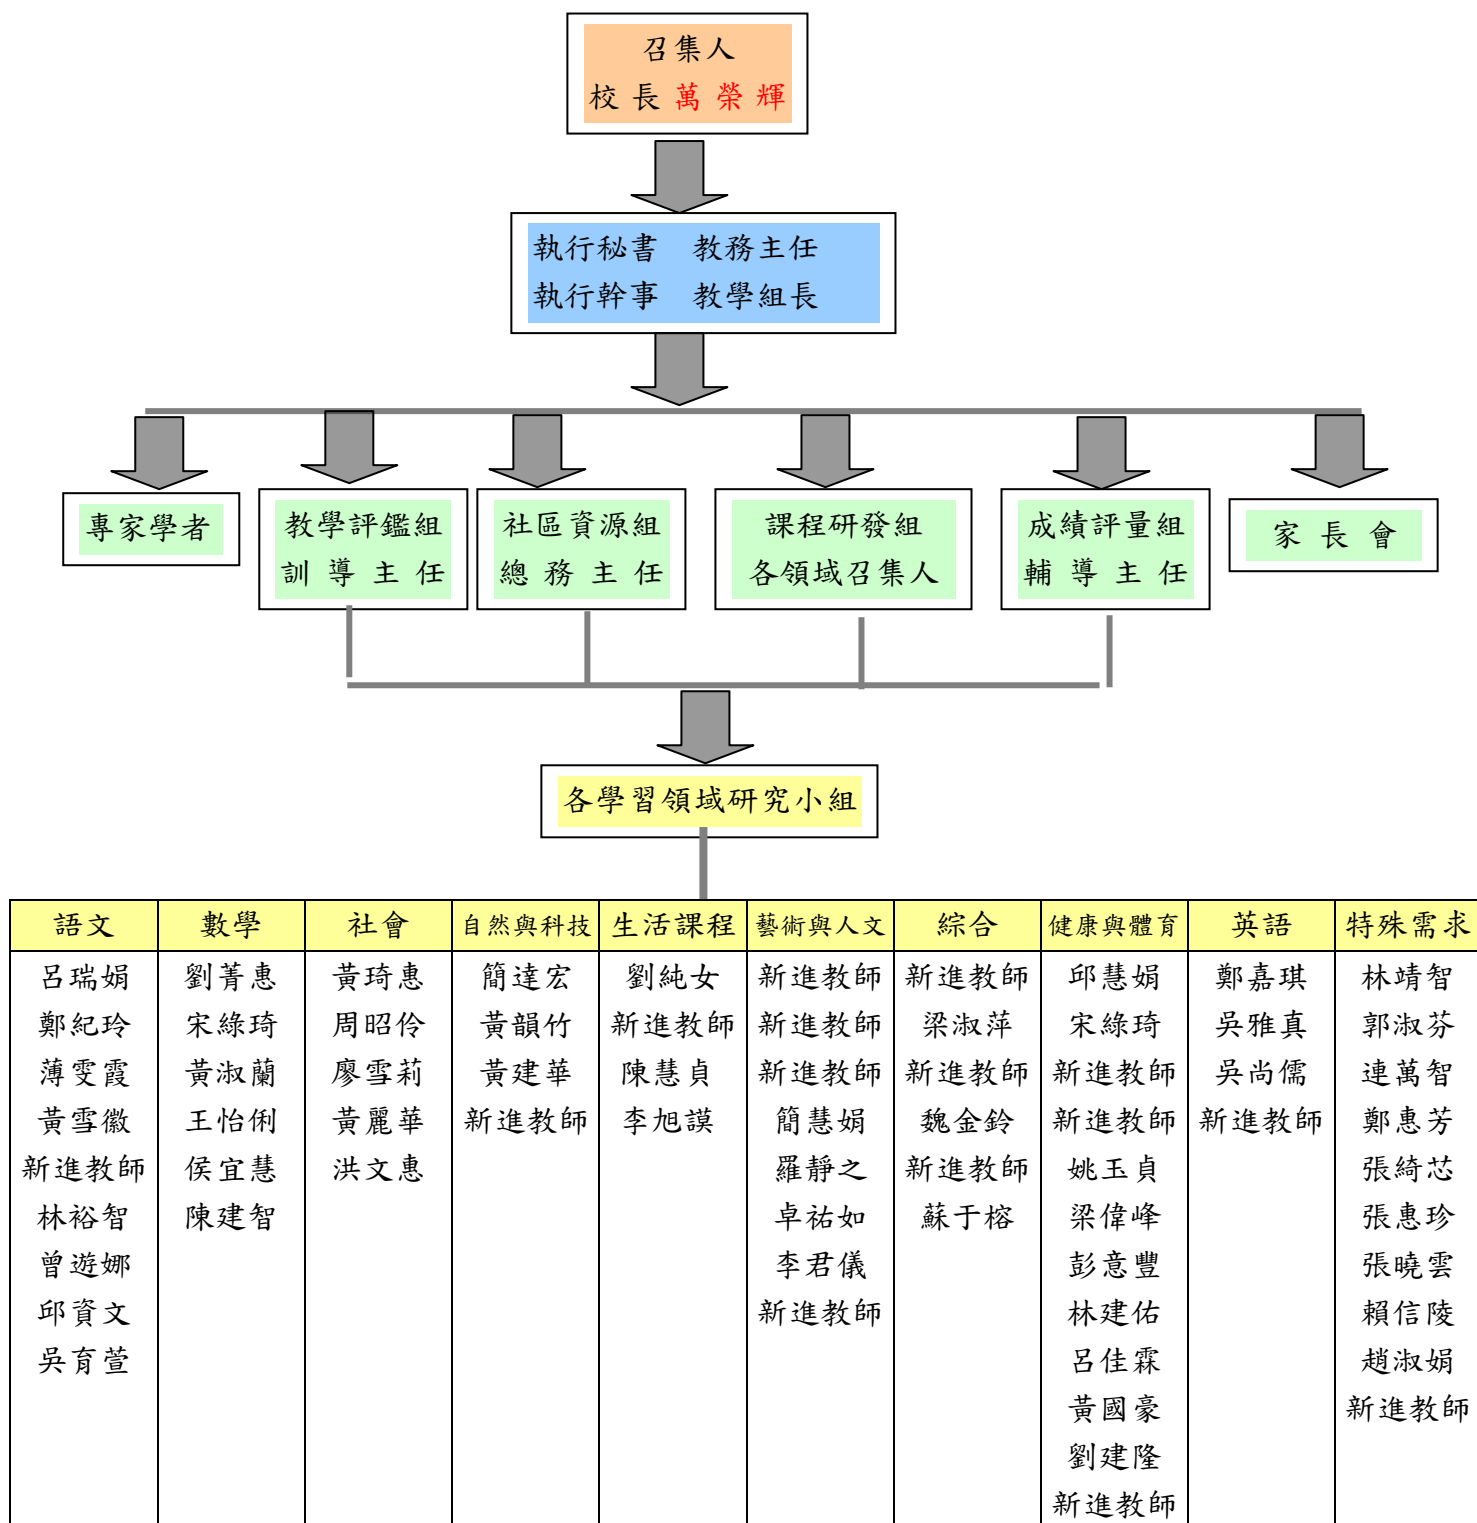 召集人
校長 萬榮輝
執行秘書 教務主任
執行幹事 教學組長
專家學者
教學評鑑組
訓導主任
社區資源組
總務主任
課程研發組
各領域召集人
成績評量組
輔導主任
家長會
各學習領域研究小組
語文 數學 社會 自然與科技 生活課程 藝術與人文 綜合 健康與體育 英語 特殊需求
呂瑞娟 劉菁惠 黃琦惠 簡達宏 劉純女 新進教師 新進教師 邱慧娟 鄭嘉琪 林靖智
鄭紀玲 宋綠琦 周昭伶 黃韻竹 新進教師 新進教師 梁淑萍 宋綠琦 吳雅真 郭淑芬
薄雯霞 黃淑蘭 廖雪莉 黃建華 陳慧貞 新進教師 新進教師 新進教師 吳尚儒 連萬智
黃雪徽 王怡俐 黃麗華 新進教師 李旭謨 簡慧娟 魏金鈴 新進教師 新進教師 鄭惠芳
新進教師 侯宜慧 洪文惠 羅靜之 新進教師 姚玉貞 張綺芯
林裕智 陳建智 卓祐如 蘇于榕 梁偉峰 張惠珍
曾遊娜 李君儀 彭意豐 張曉雲
邱資文 新進教師 林建佑 賴信陵
吳育萱 呂佳霖 趙淑娟
黃國豪 新進教師
劉建隆
新進教師